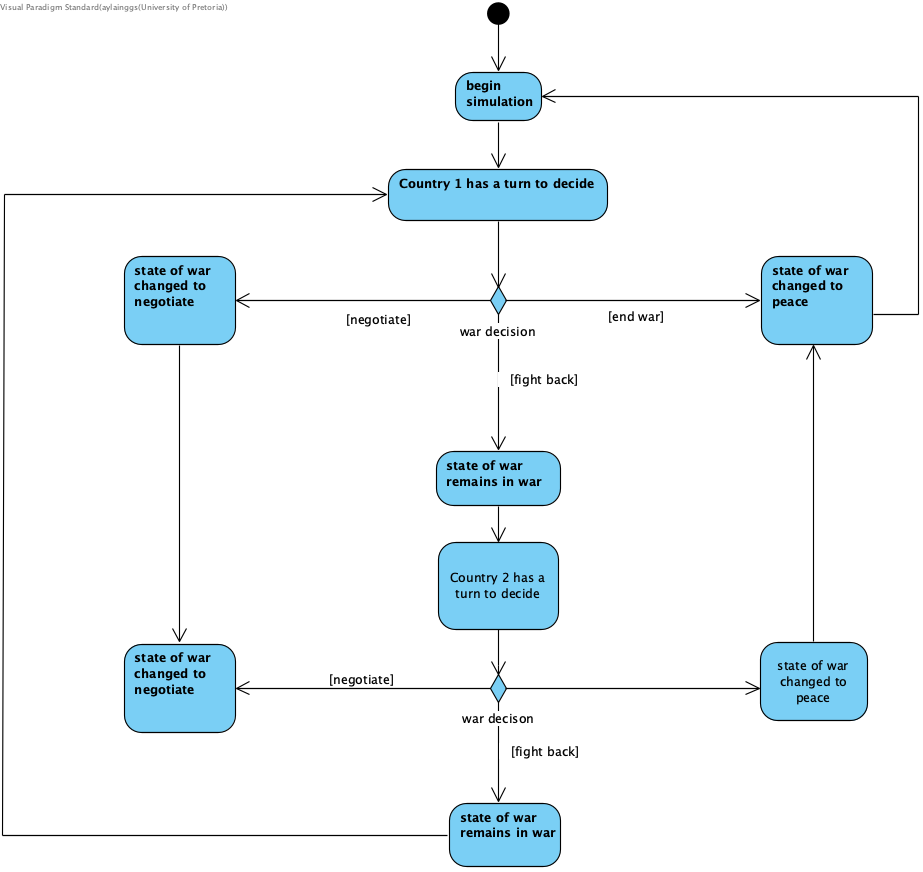 Visual Paradigm Standard(aylainggs(University of Pretoria))
begin
simulation
Country 1 has a turn to decide
state of war
changed to
negotiate
state of war
changed to
peace
[negotiate]
[end war]
war decision
[fight back]
state of war
remains in war
Country 2 has a
turn to decide
state of war
changed to
negotiate
[negotiate]
state of war
changed to
peace
war decison
[fight back]
state of war
remains in war